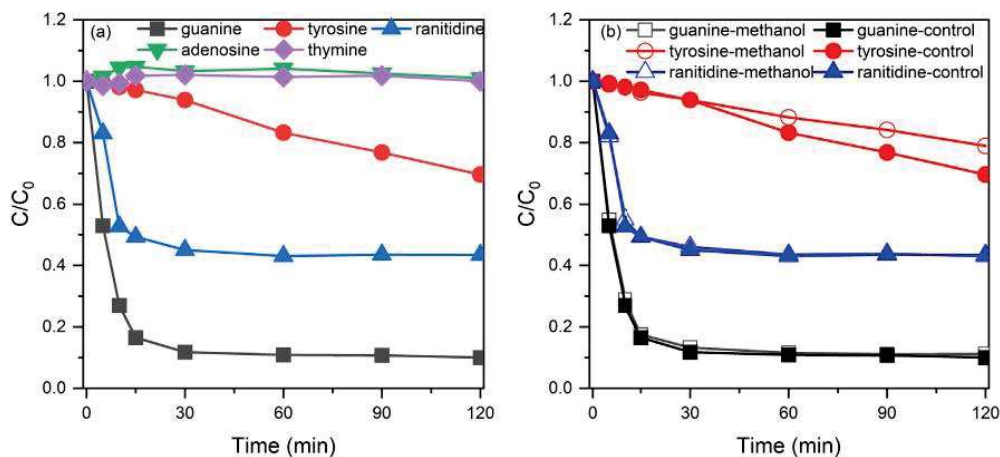 (a)
guanine
tyrosine
ranitidine
adenosine
thymine
C/C0
1.2
1.0
0.8
0.6
0.4
0.2
0.0
0
30
60
90
120
Time (min)
(b)
guanine-methanol
guanine-control
tyrosine-methanol
tyrosine-control
ranitidine-methanol
ranitidine-control
C/C0
1.2
1.0
0.8
0.6
0.4
0.2
0.0
0
30
60
90
120
Time (min)